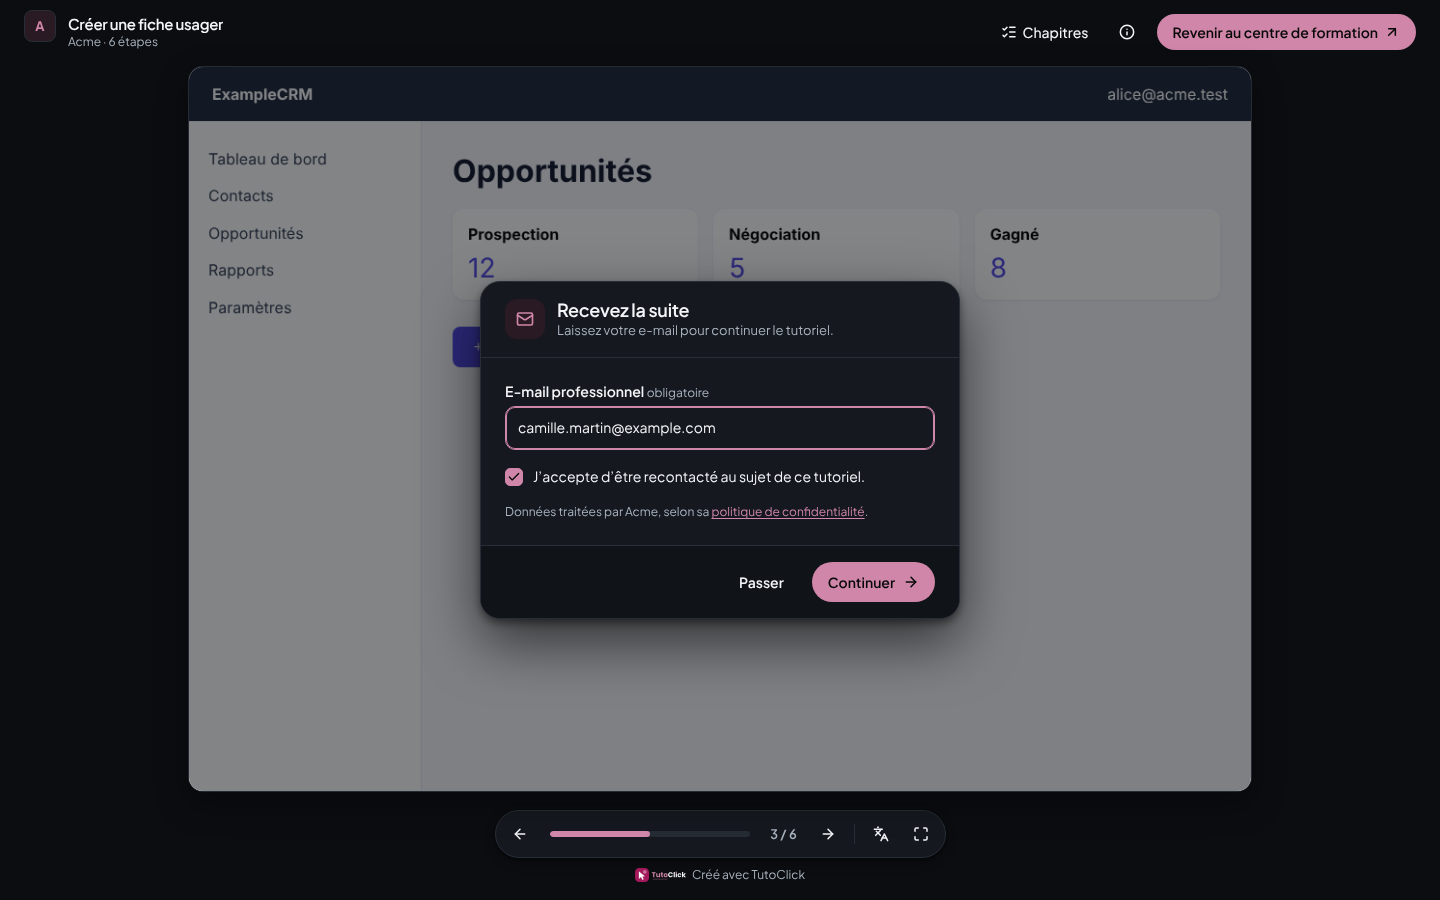 A
Créer une fiche usager
Acme · 6 étapes
Chapitres
Revenir au centre de formation
ExampleCRM
alice@acme.test
Tableau de bord
Contacts
Opportunités
Rapports
Paramètres
Opportunités
Prospection
12
Négociation
5
Gagné
8
+
Recevez la suite
Laissez votre e-mail pour continuer le tutoriel.
E-mail professionnel obligatoire
camille.martin@example.com
J'accepte d'être recontacté au sujet de ce tutoriel.
Données traitées par Acme, selon sa politique de confidentialité.
Passer
Continuer
3 / 6
TutoClick Créé avec TutoClick